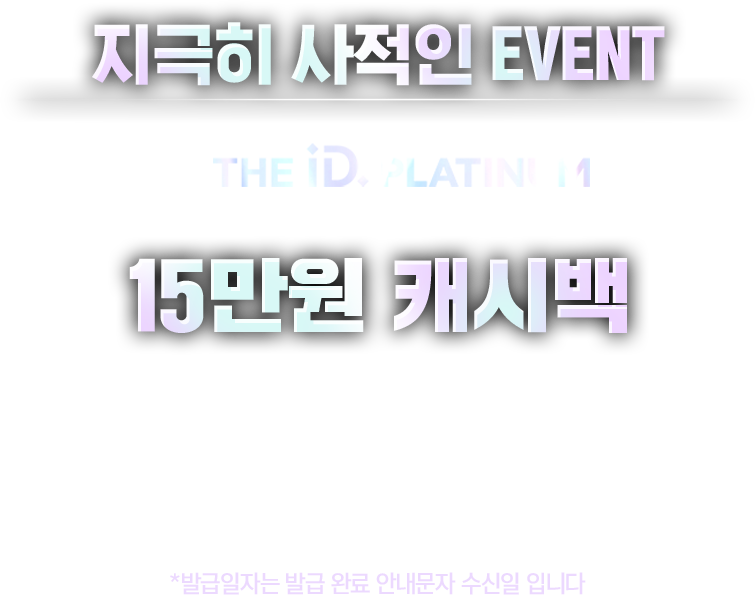 지극히 사적인 EVENT
THE iD. PLATINUM
15만원 캐시백
*발급일자는 발급 완료 안내문자 수신일 입니다